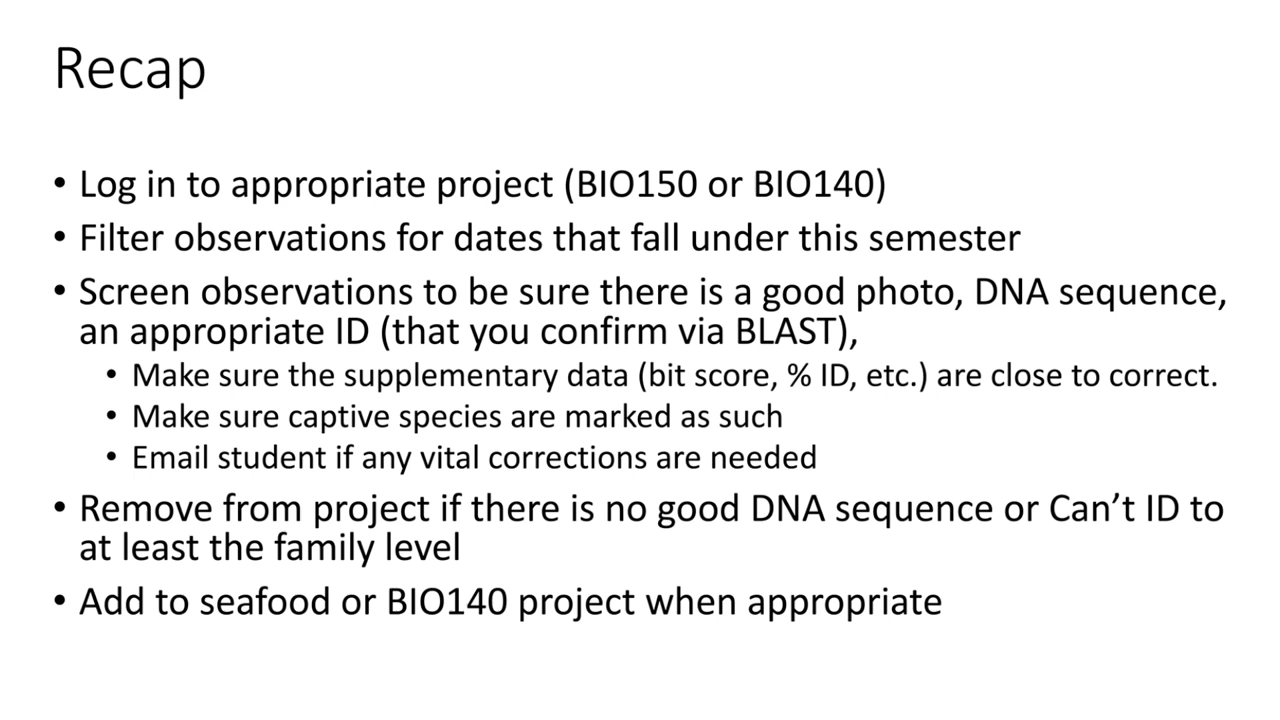 Recap
• Log in to appropriate project (BIO150 or BIO140)
• Filter observations for dates that fall under this semester
• Screen observations to be sure there is a good photo, DNA sequence,
an appropriate ID (that you confirm via BLAST),
• Make sure the supplementary data (bit score, % ID, etc.) are close to correct.
• Make sure captive species are marked as such
• Email student if any vital corrections are needed
• Remove from project if there is no good DNA sequence or Can’t ID to
at least the family level
• Add to seafood or BIO140 project when appropriate